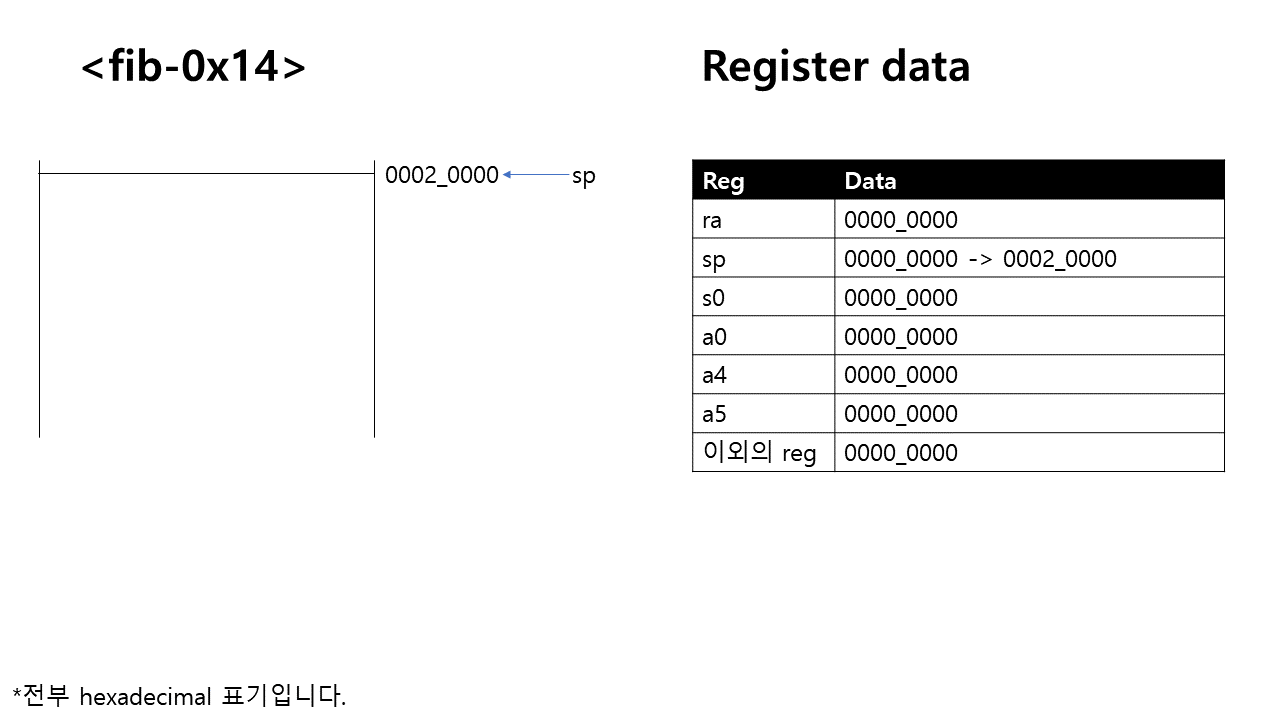 <fib-0x14>
Register data
0002_0000
sp
Reg Data
ra 0000_0000
sp 0000_0000 -> 0002_0000
s0 0000_0000
a0 0000_0000
a4 0000_0000
a5 0000_0000
이외의 reg 0000_0000
*전부 hexadecimal 표기입니다.